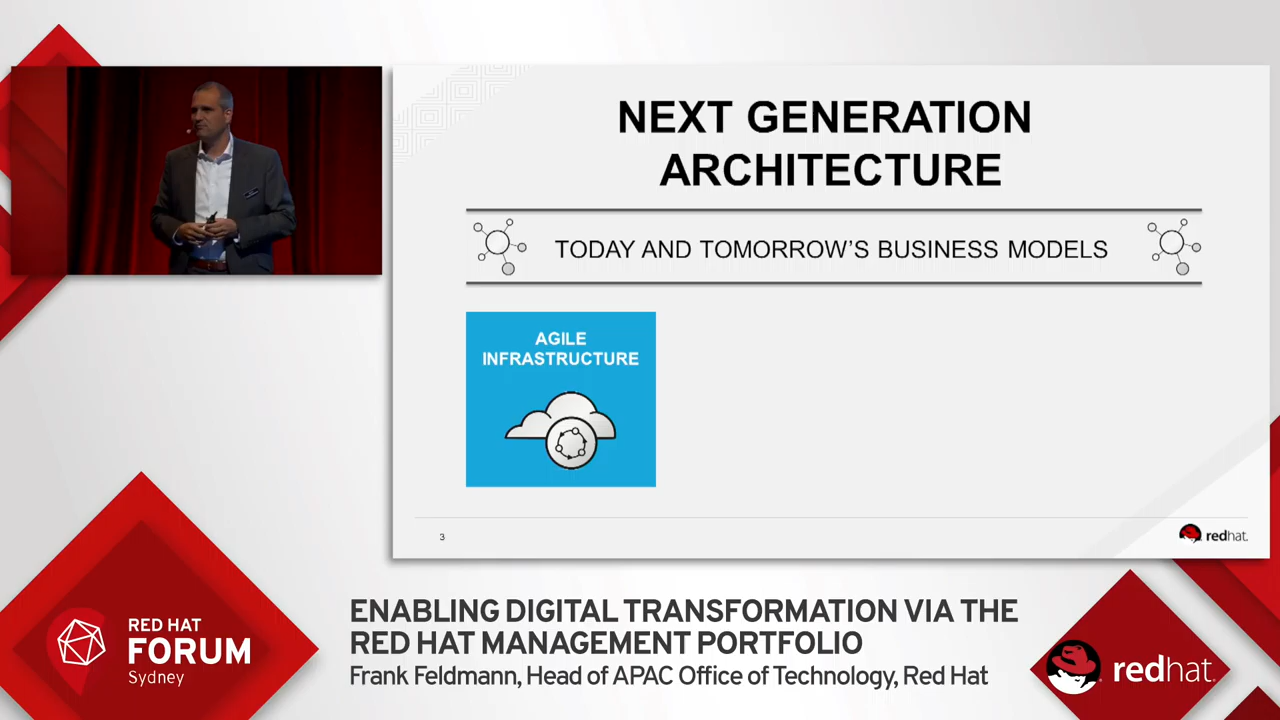 NEXT GENERATION
ARCHITECTURE
TODAY AND TOMORROW'S BUSINESS MODELS
AGILE
INFRASTRUCTURE
3
redhat.
RED HAT
FORUM
Sydney
ENABLING DIGITAL TRANSFORMATION VIA THE
RED HAT MANAGEMENT PORTFOLIO
Frank Feldmann, Head of APAC Office of Technology, Red Hat
redhat.